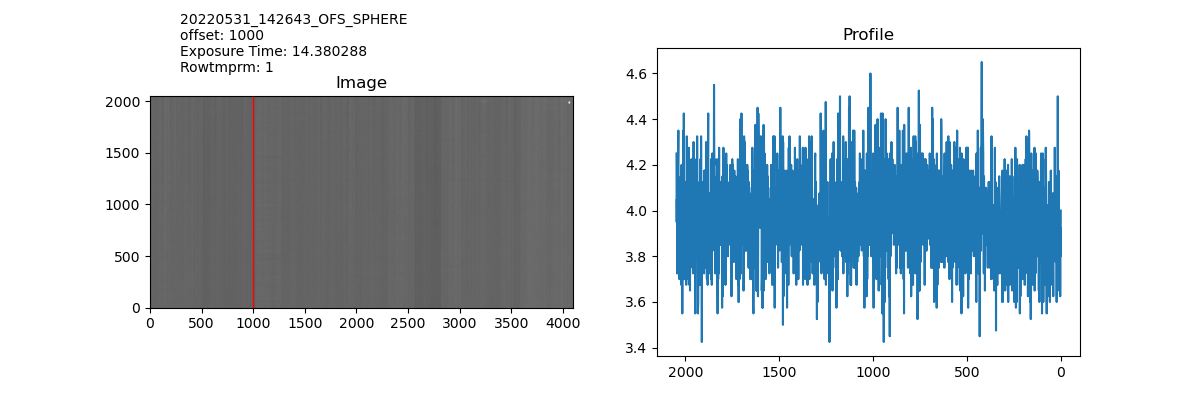 20220531_142643_OFS_SPHERE
offset: 1000
Exposure Time: 14.380288
Rowtmprm: 1
Image
2000
1500
1000
500
0
0 500 1000 1500 2000 2500 3000 3500 4000
Profile
4.6
4.4
4.2
4.0
3.8
3.6
3.4
2000 1500 1000 500 0